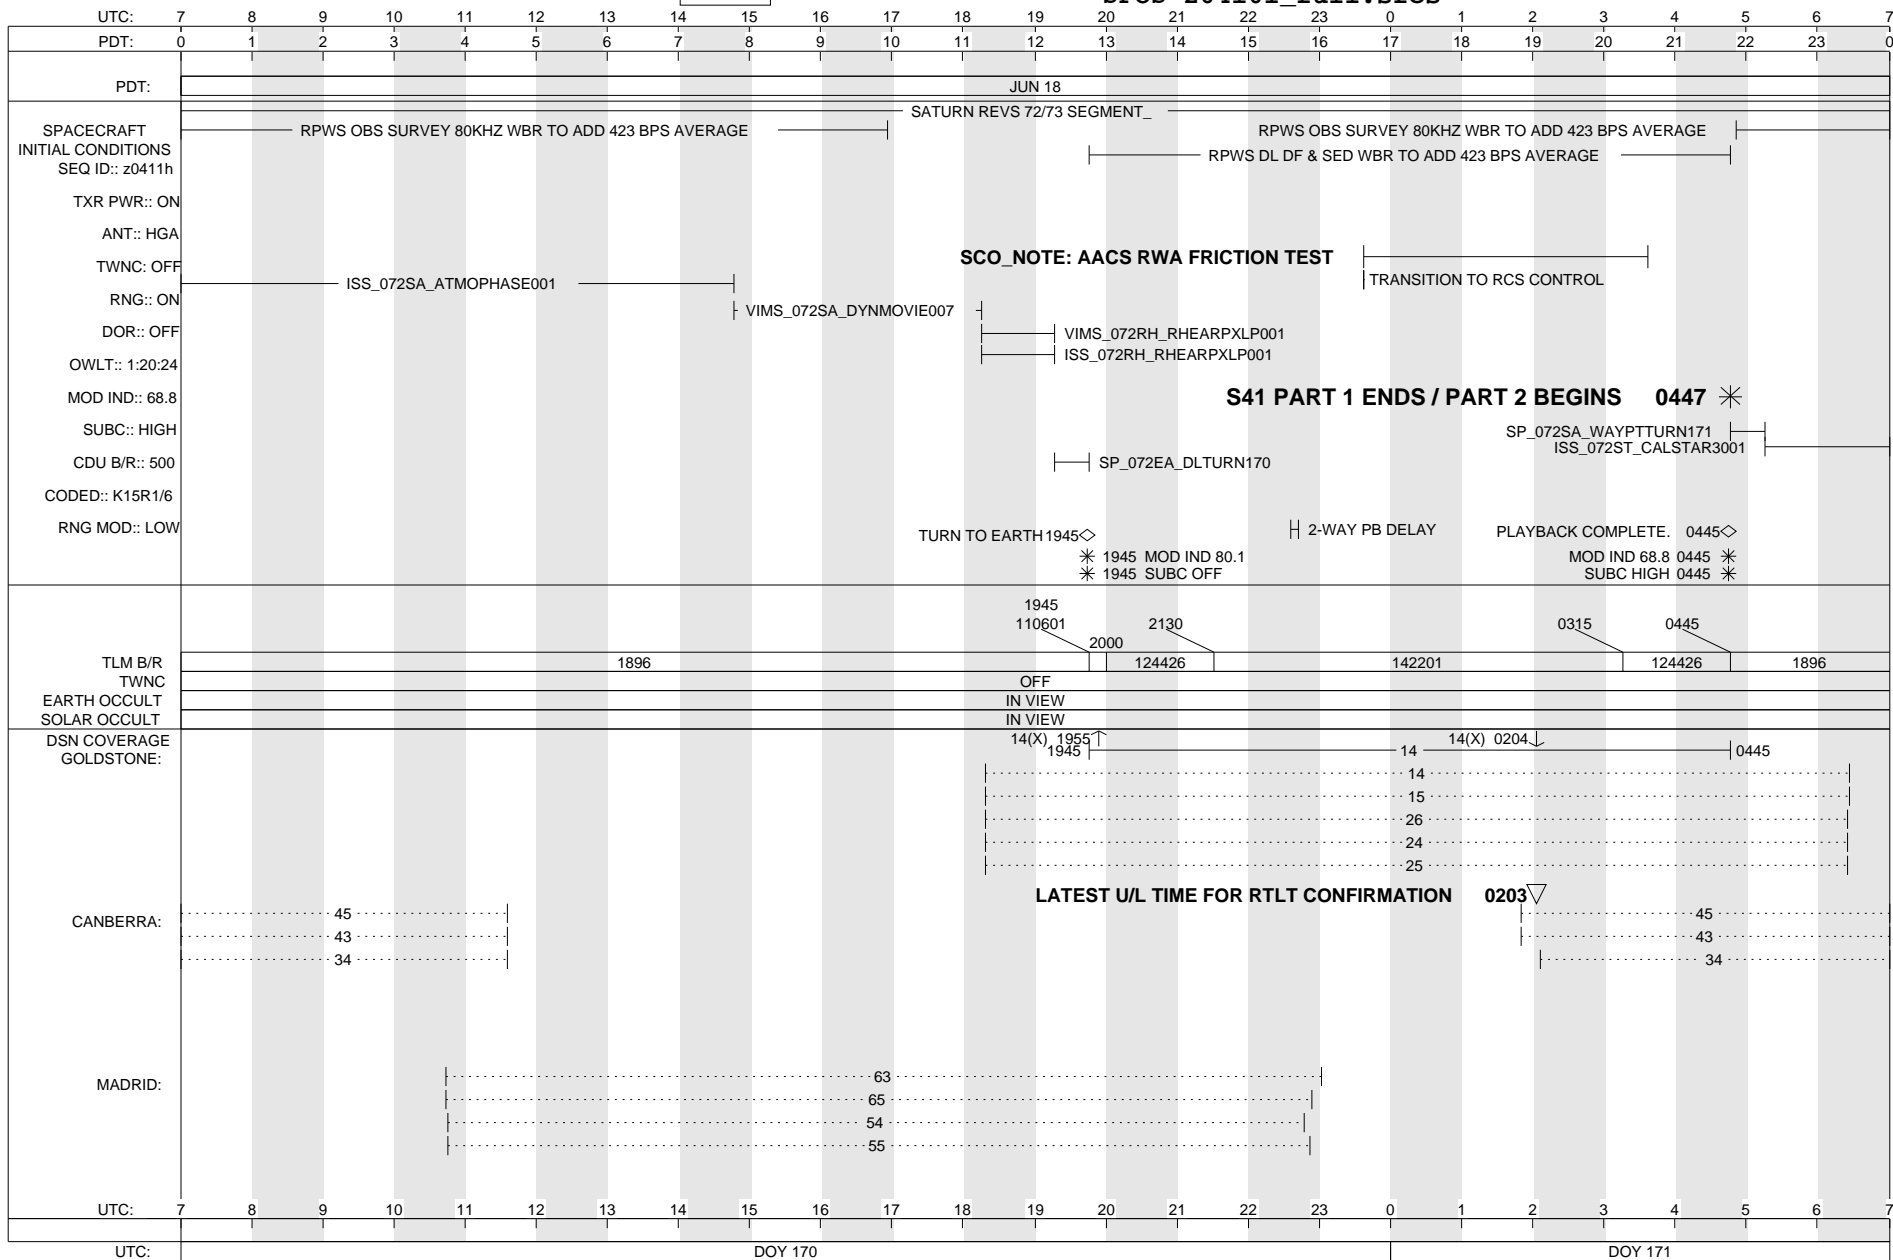 UTC: 7 8 9 10 11 12 13 14 15 16 17 18 19 20 21 22 23 0 1 2 3 4 5 6 7
PDT: 0 1 2 3 4 5 6 7 8 9 10 11 12 13 14 15 16 17 18 19 20 21 22 23 0
PDT: JUN 18
SATURN REVS 72/73 SEGMENT_
SPACECRAFT RPWS OBS SURVEY 80KHZ WBR TO ADD 423 BPS AVERAGE RPWS OBS SURVEY 80KHZ WBR TO ADD 423 BPS AVERAGE
INITIAL CONDITIONS RPWS DL DF & SED WBR TO ADD 423 BPS AVERAGE
SEQ ID:: z0411h
TXR PWR:: ON
ANT:: HGA
SCO_NOTE: AACS RWA FRICTION TEST
TWNC: OFF
TRANSITION TO RCS CONTROL
ISS_072SA_ATMOPHASE001
RNG:: ON
VIMS_072SA_DYNMOVIE007
DOR:: OFF VIMS_072RH_RHEARPXLP001
ISS_072RH_RHEARPXLP001
OWLT:: 1:20:24
MOD IND:: 68.8 S41 PART 1 ENDS / PART 2 BEGINS 0447
SUBC:: HIGH SP_072SA_WAYPTTURN171
ISS_072ST_CALSTAR3001
CDU B/R:: 500 SP_072EA_DLTURN170
CODED:: K15R1/6
RNG MOD:: LOW 2-WAY PB DELAY PLAYBACK COMPLETE. 0445
TURN TO EARTH 1945
1945 MOD IND 80.1 MOD IND 68.8 0445
1945 SUBC OFF SUBC HIGH 0445
1945
110601 2130 0315 0445
2000
TLM B/R 1896 124426 142201 124426 1896
TWNC OFF
EARTH OCCULT IN VIEW
SOLAR OCCULT IN VIEW
DSN COVERAGE 14(X) 1955 14(X) 0204
GOLDSTONE: 1945 14 0445
14
15
26
24
25
LATEST U/L TIME FOR RTLT CONFIRMATION 0203
CANBERRA: 45 45
43 43
34 34
MADRID: 63
65
54
55
UTC: 7 8 9 10 11 12 13 14 15 16 17 18 19 20 21 22 23 0 1 2 3 4 5 6 7
UTC: DOY 170 DOY 171